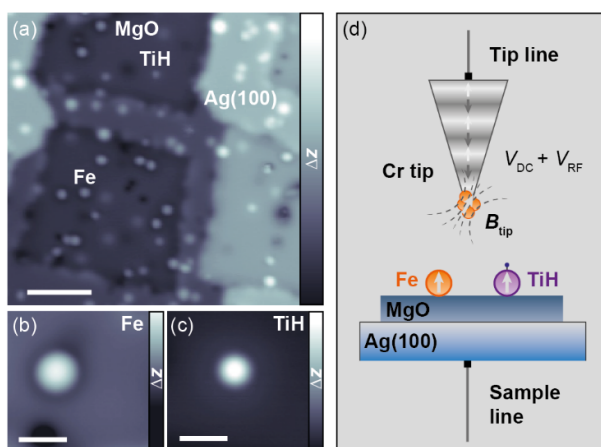 (a)
MgO
TiH
Ag(100)
Fe
Δz
(b)
Fe
Δz
(c)
TiH
Δz
(d)
Tip line
Cr tip
V_DC + V_RF
B_tip
Fe
TiH
MgO
Ag(100)
Sample
line